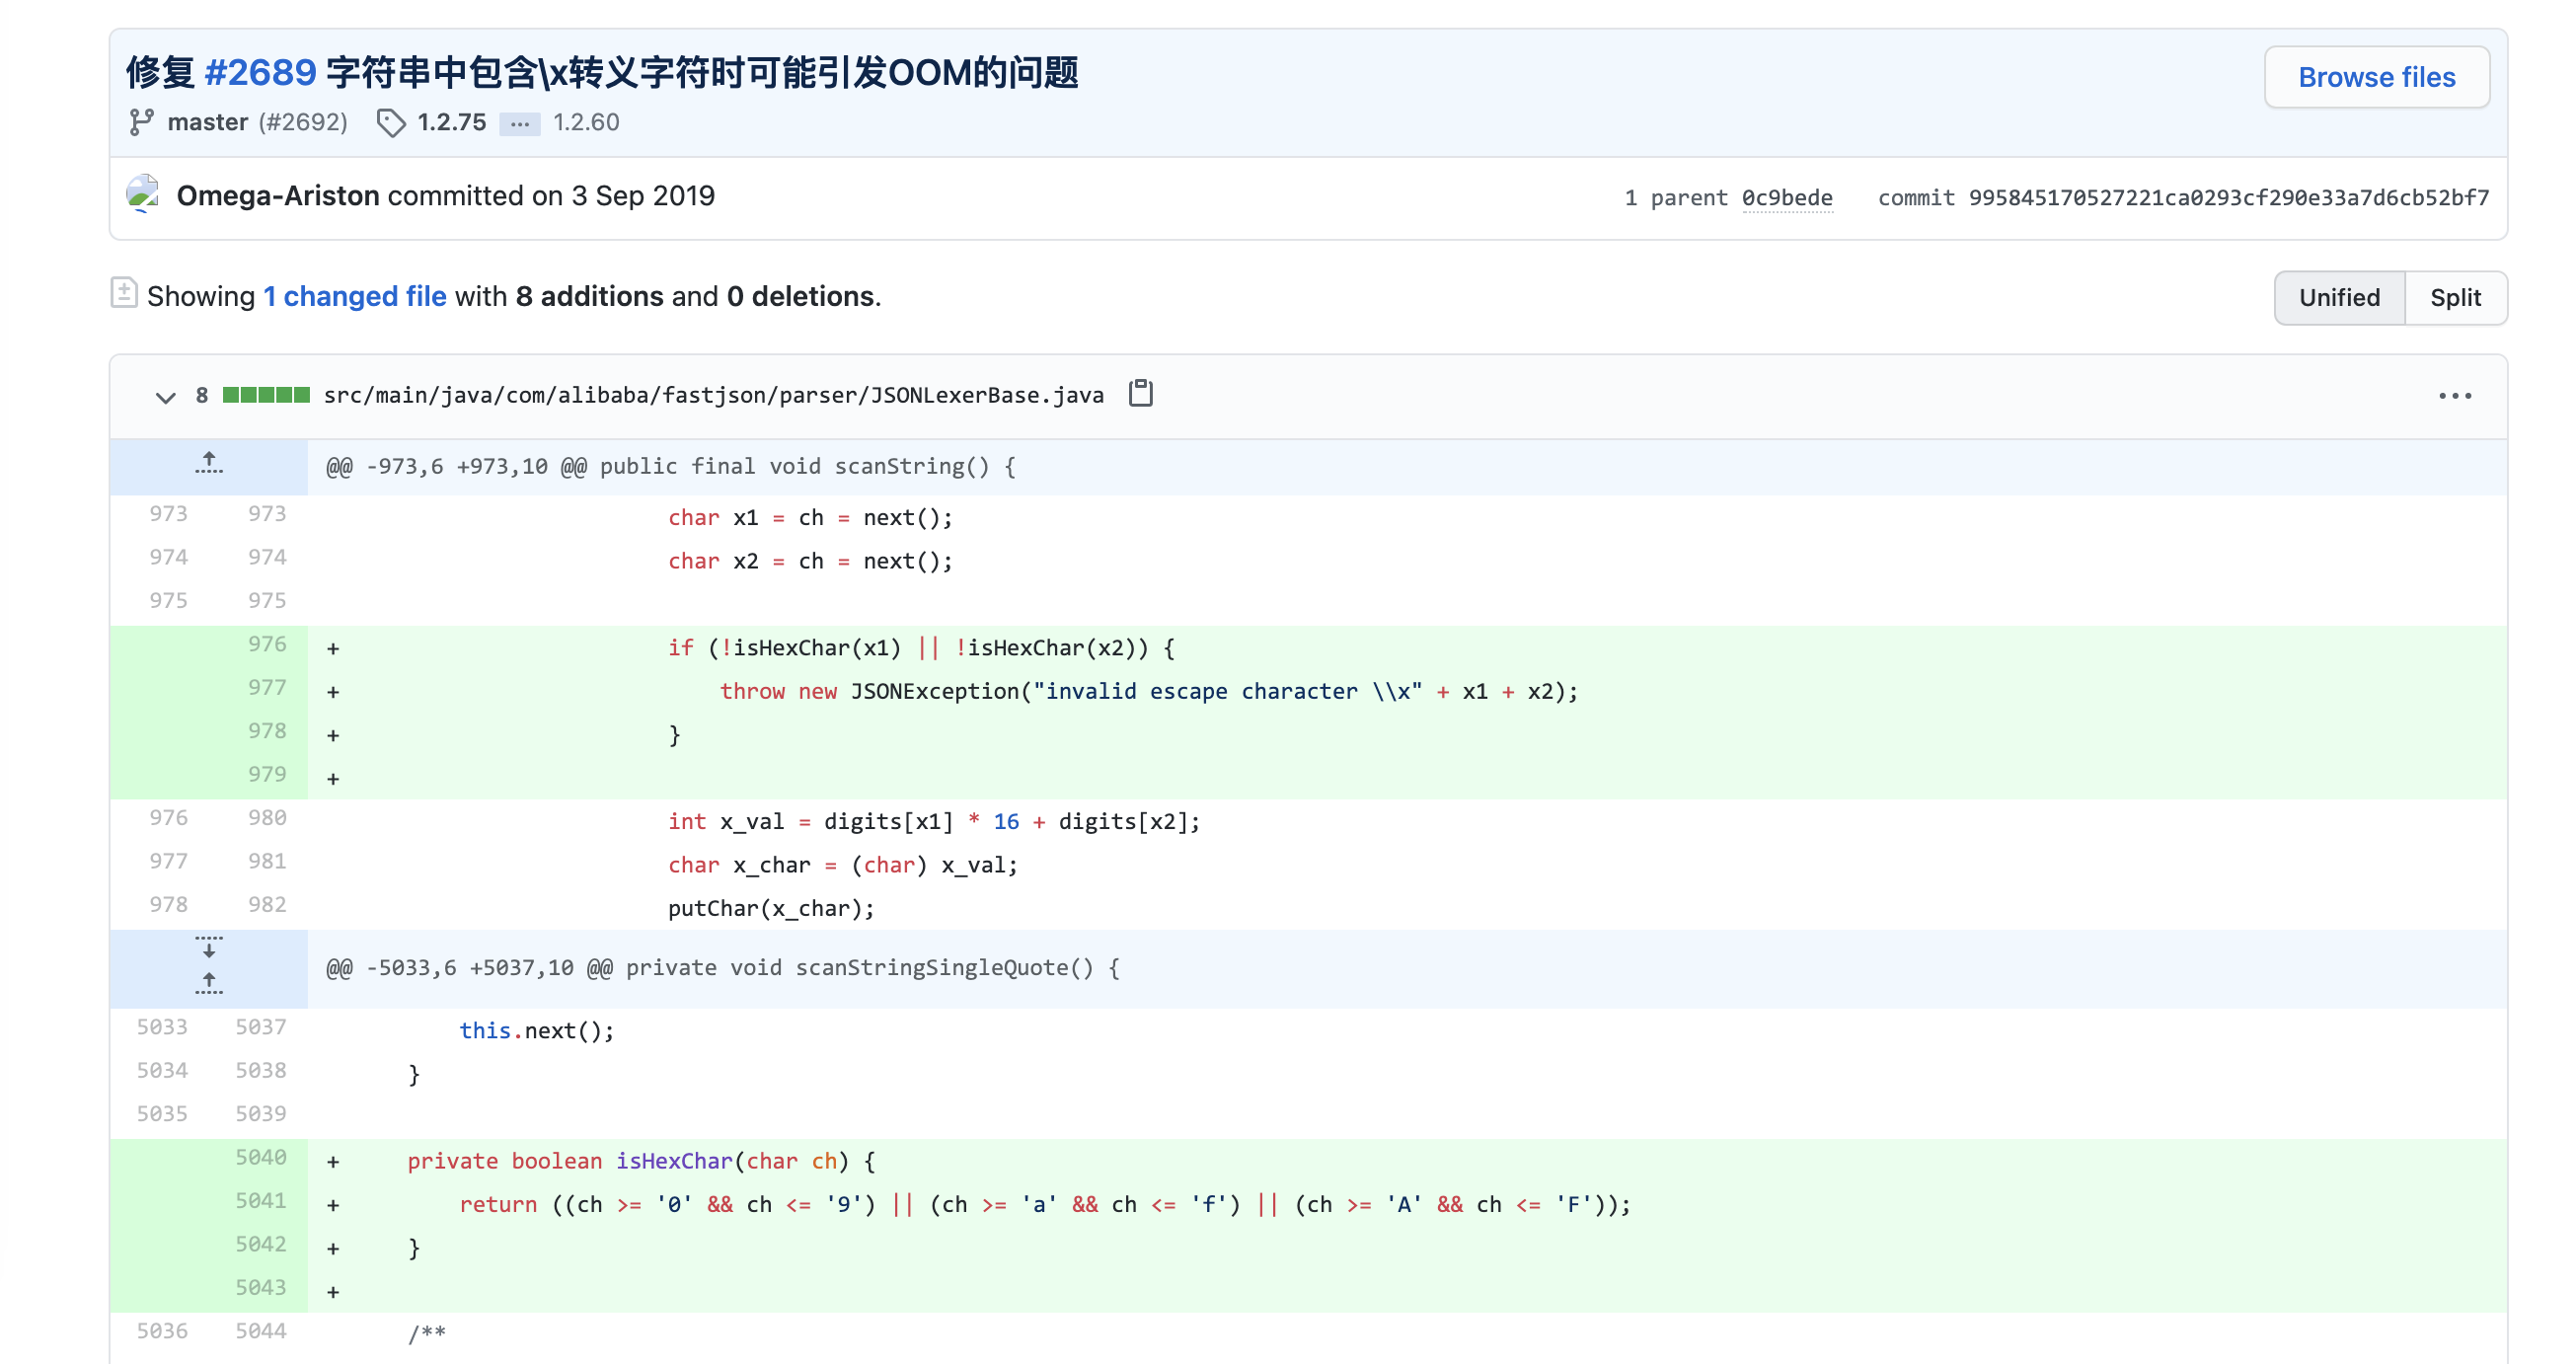 修复 #2689 字符串中包含\x转义字符时可能引发OOM的问题
Browse files
master (#2692) 1.2.75 ... 1.2.60
Omega-Ariston committed on 3 Sep 2019
1 parent 0c9bede commit 995845170527221ca0293cf290e33a7d6cb52bf7
Showing 1 changed file with 8 additions and 0 deletions.
Unified Split
8 src/main/java/com/alibaba/fastjson/parser/JSONLexerBase.java
@@ -973,6 +973,10 @@ public final void scanString() {
973 973 char x1 = ch = next();
974 974 char x2 = ch = next();
975 975
976 + if (!isHexChar(x1) || !isHexChar(x2)) {
977 + throw new JSONException("invalid escape character \\x" + x1 + x2);
978 + }
979 +
976 980 int x_val = digits[x1] * 16 + digits[x2];
977 981 char x_char = (char) x_val;
978 982 putChar(x_char);
@@ -5033,6 +5037,10 @@ private void scanStringSingleQuote() {
5033 5037 this.next();
5034 5038 }
5035 5039
5040 + private boolean isHexChar(char ch) {
5041 + return ((ch >= '0' && ch <= '9') || (ch >= 'a' && ch <= 'f') || (ch >= 'A' && ch <= 'F'));
5042 + }
5043 +
5036 5044 /**